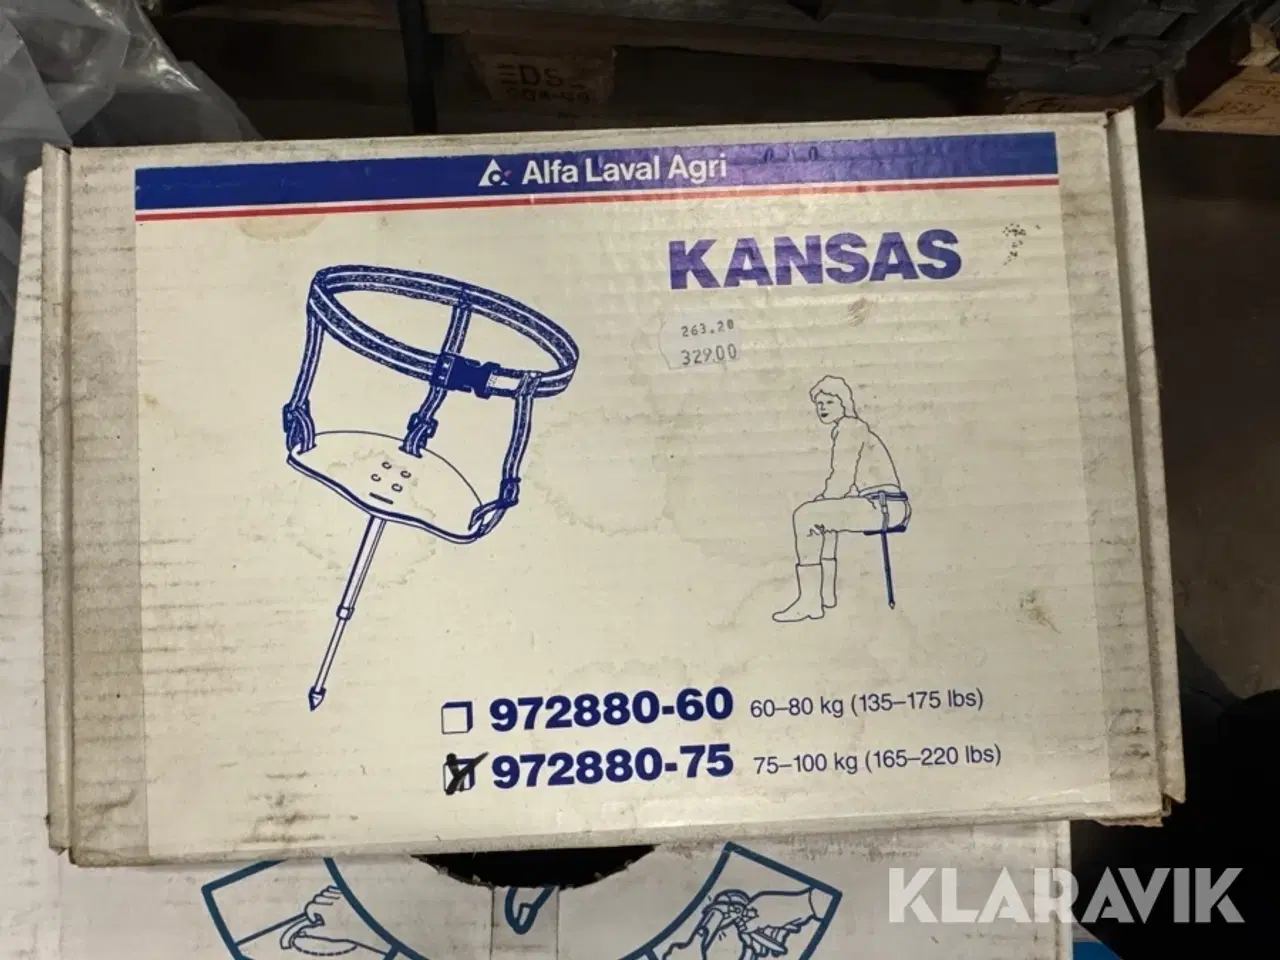 Alfa Laval Agri
KANSAS
263.20
329.00
972880-60 60–80 kg (135–175 lbs)
972880-75 75–100 kg (165–220 lbs)
KLARAVIK